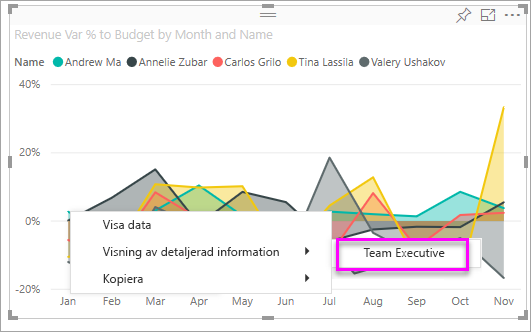 Revenue Var % to Budget by Month and Name
Name Andrew Ma Annelie Zubar Carlos Grilo Tina Lassila Valery Ushakov
40%
20%
0%
-20%
Visa data
Visning av detaljerad information
Team Executive
Kopiera
Jan Feb Mar Apr May Jun Jul Aug Sep Oct Nov